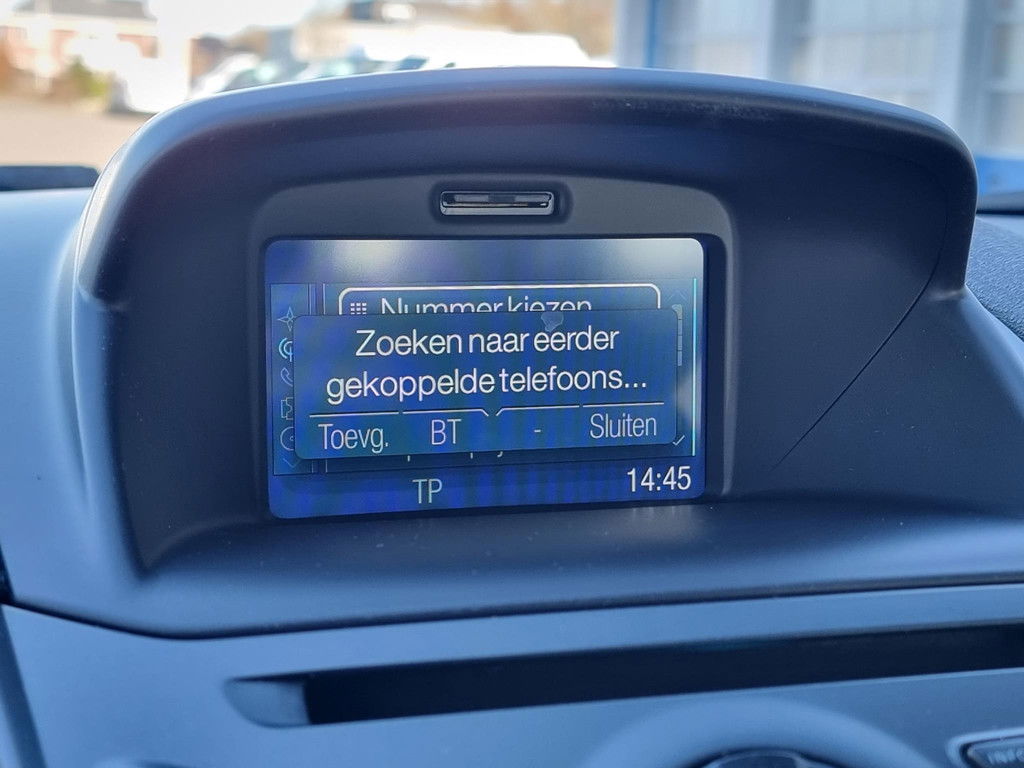 Nummer kiezen
Zoeken naar eerder
gekoppelde telefoons...
Toevg. BT - Sluiten
TP 14:45